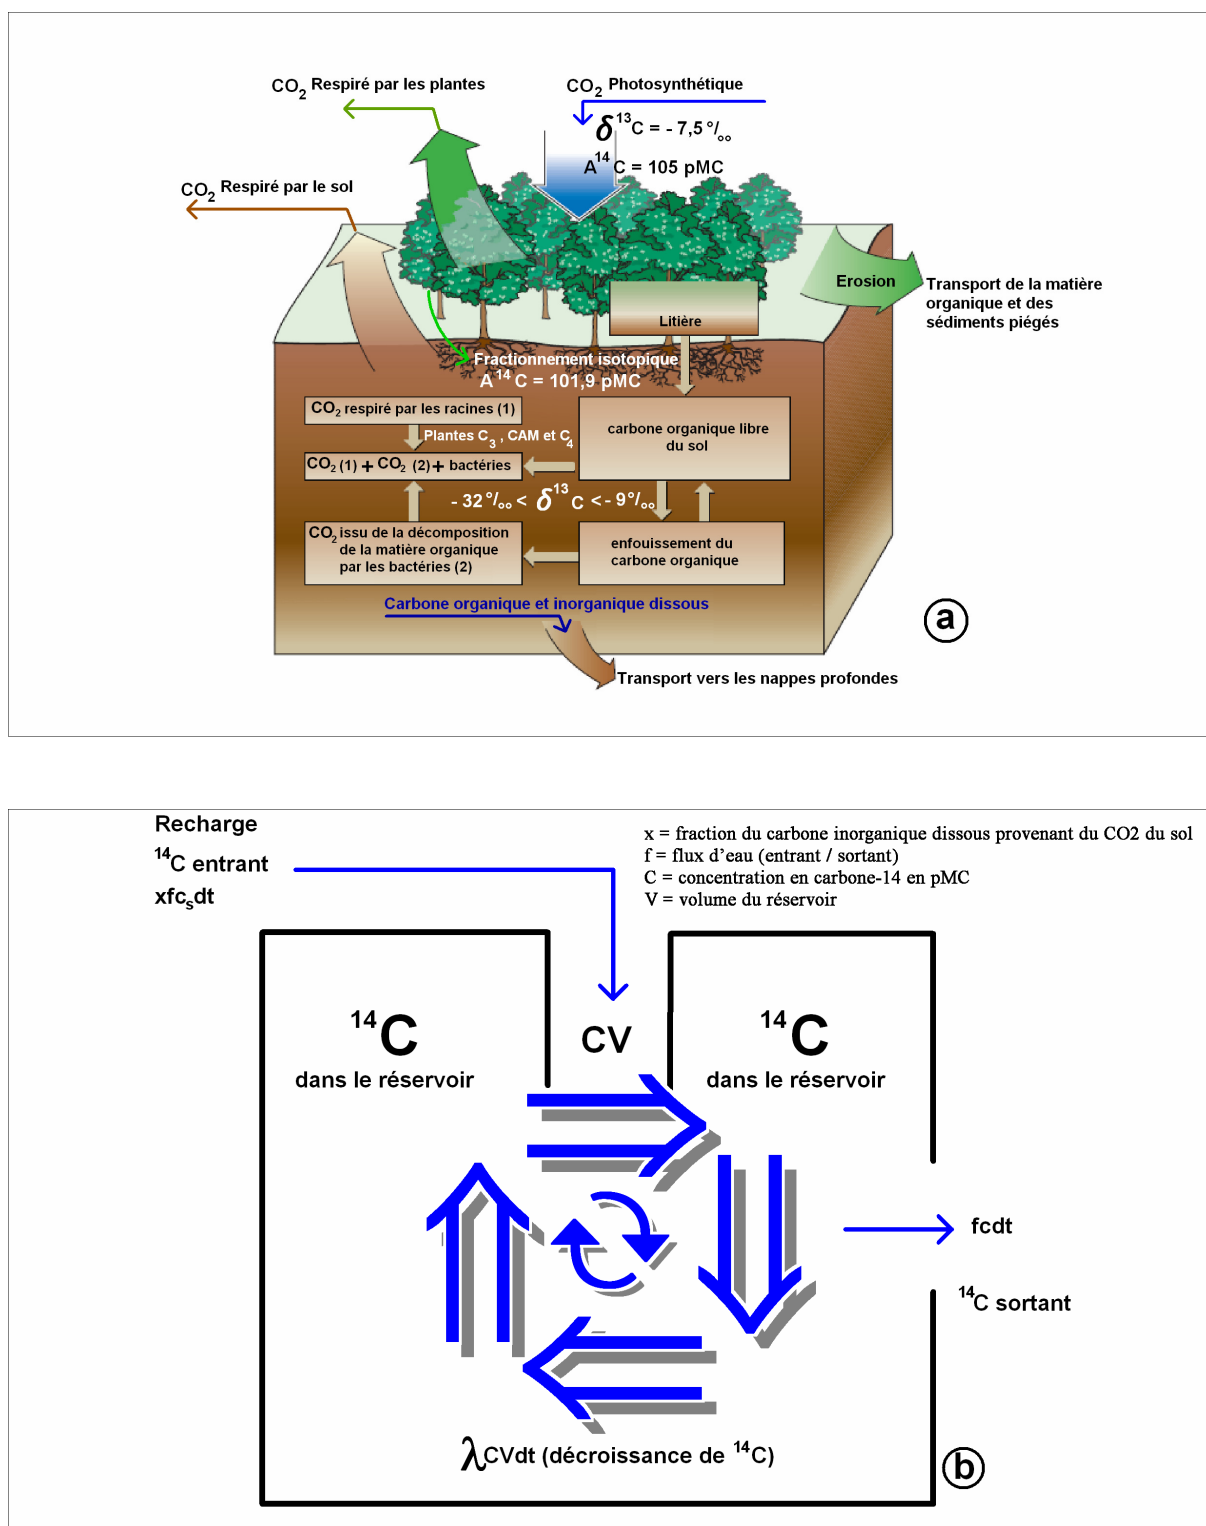 CO2 Respiré par les plantes
CO2 Photosynthétique
δ13C = - 7,5 °/oo
A14C = 105 pMC
CO2 Respiré par le sol
Erosion
Transport de la matière
organique et des
sédiments piégés
Litière
Fractionnement isotopique
A14C = 101,9 pMC
CO2 respiré par les racines (1)
Plantes C3 , CAM et C4
carbone organique libre
du sol
CO2 (1) + CO2 (2) + bactéries
- 32 °/oo < δ13C < - 9°/oo
CO2 issu de la décomposition
de la matière organique
par les bactéries (2)
enfouissement du
carbone organique
Carbone organique et inorganique dissous
a
Transport vers les nappes profondes
Recharge
14C entrant
xfcsdt
x = fraction du carbone inorganique dissous provenant du CO2 du sol
f = flux d'eau (entrant / sortant)
C = concentration en carbone-14 en pMC
V = volume du réservoir
14C
dans le réservoir
CV
14C
dans le réservoir
fcdt
14C sortant
λCVdt (décroissance de 14C)
b